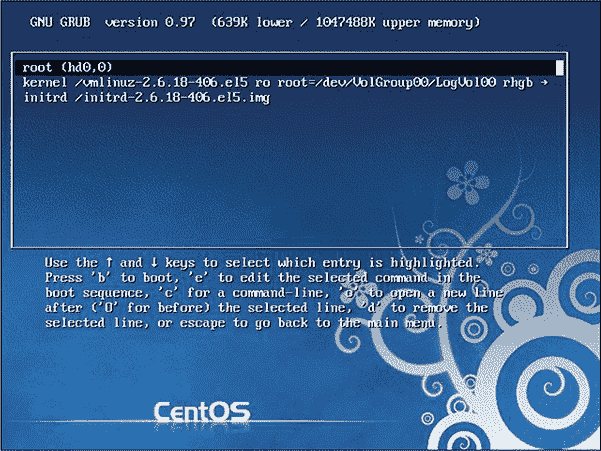 GNU GRUB  version 0.97  (639K lower / 1047488K upper memory)
root (hd0,0)
kernel /vmlinuz-2.6.18-406.el5 ro root=/dev/VolGroup00/LogVol00 rhgb →
initrd /initrd-2.6.18-406.el5.img
Use the ↑ and ↓ keys to select which entry is highlighted.
Press 'b' to boot, 'e' to edit the selected command in the
boot sequence, 'c' for a command-line, 'o' to open a new line
after ('O' for before) the selected line, 'd' to remove the
selected line, or escape to go back to the main menu.
CentOS